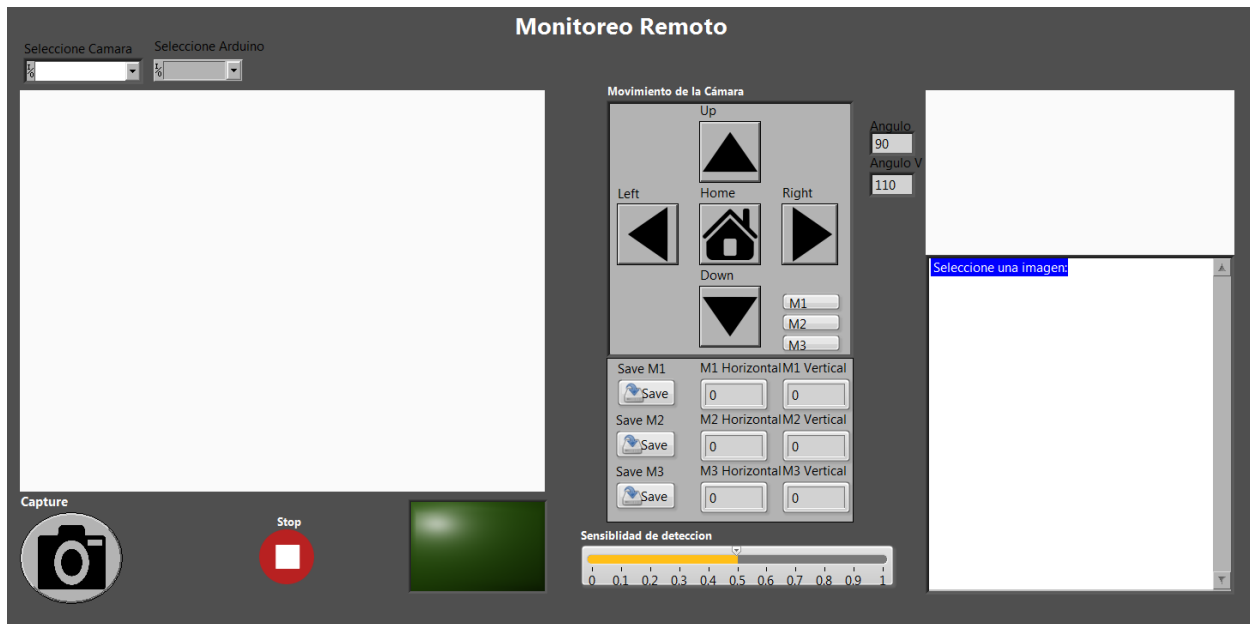 Monitoreo Remoto
Seleccione Camara
Seleccione Arduino
Movimiento de la Cámara
Up
Left
Home
Right
Down
M1
M2
M3
Angulo
90
Angulo V
110
Seleccione una imagen:
Save M1
M1 Horizontal
M1 Vertical
Save
0
0
Save M2
M2 Horizontal
M2 Vertical
Save
0
0
Save M3
M3 Horizontal
M3 Vertical
Save
0
0
Capture
Stop
Sensiblidad de deteccion
0 0,1 0,2 0,3 0,4 0,5 0,6 0,7 0,8 0,9 1